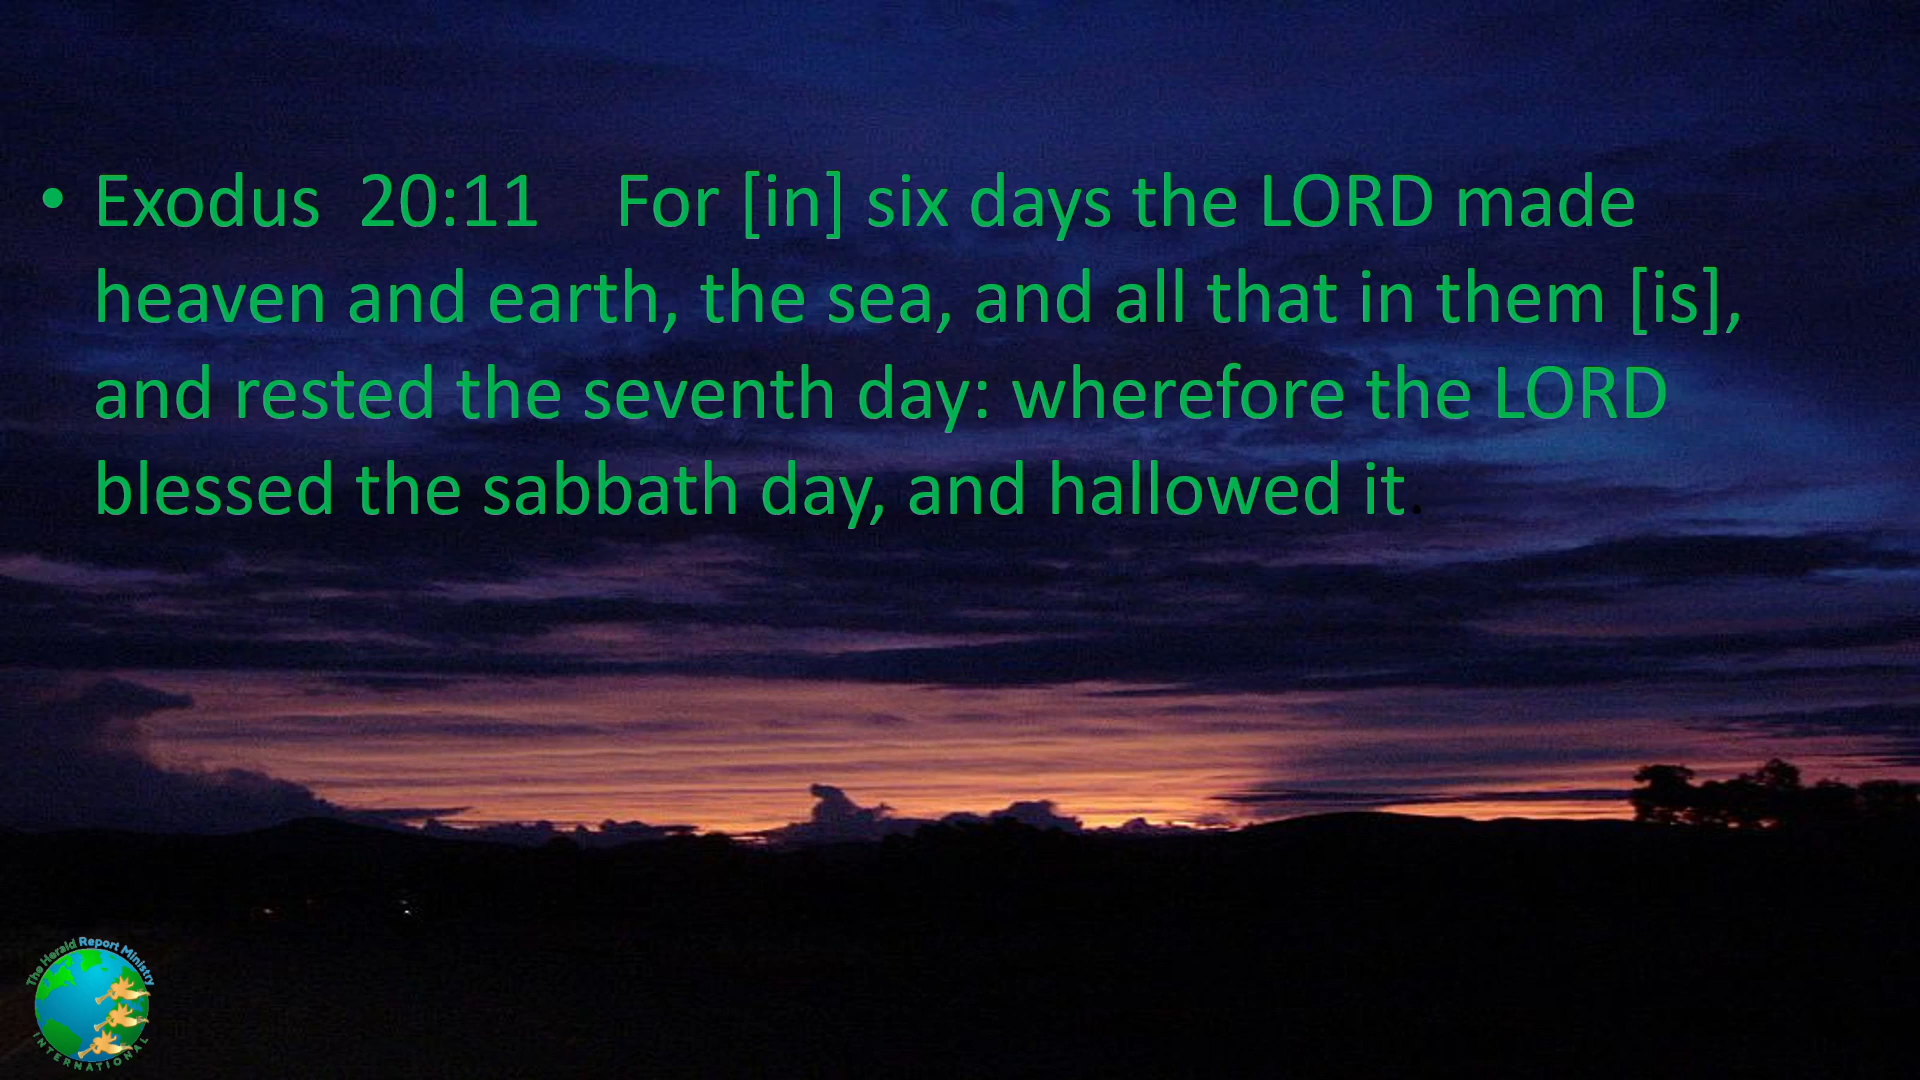 • Exodus  20:11    For [in] six days the LORD made
heaven and earth, the sea, and all that in them [is],
and rested the seventh day: wherefore the LORD
blessed the sabbath day, and hallowed it.
The Herald Report Ministry
INTERNATIONAL